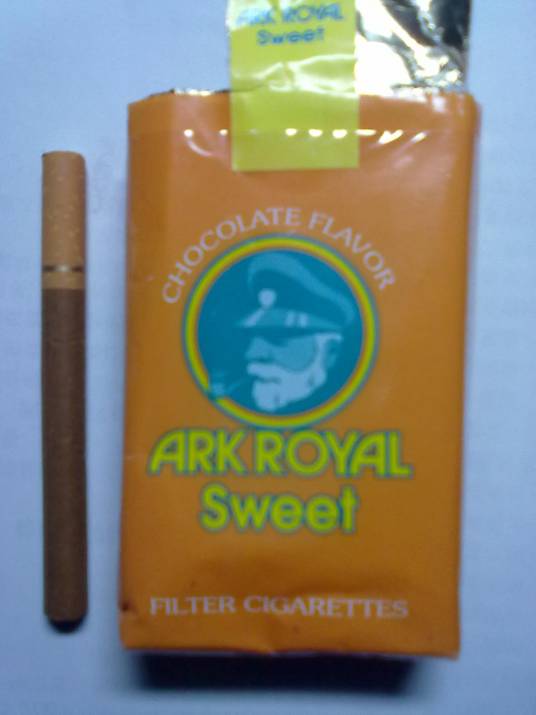 ARK ROYAL
Sweet
CHOCOLATE FLAVOR
ARK ROYAL
Sweet
FILTER CIGARETTES